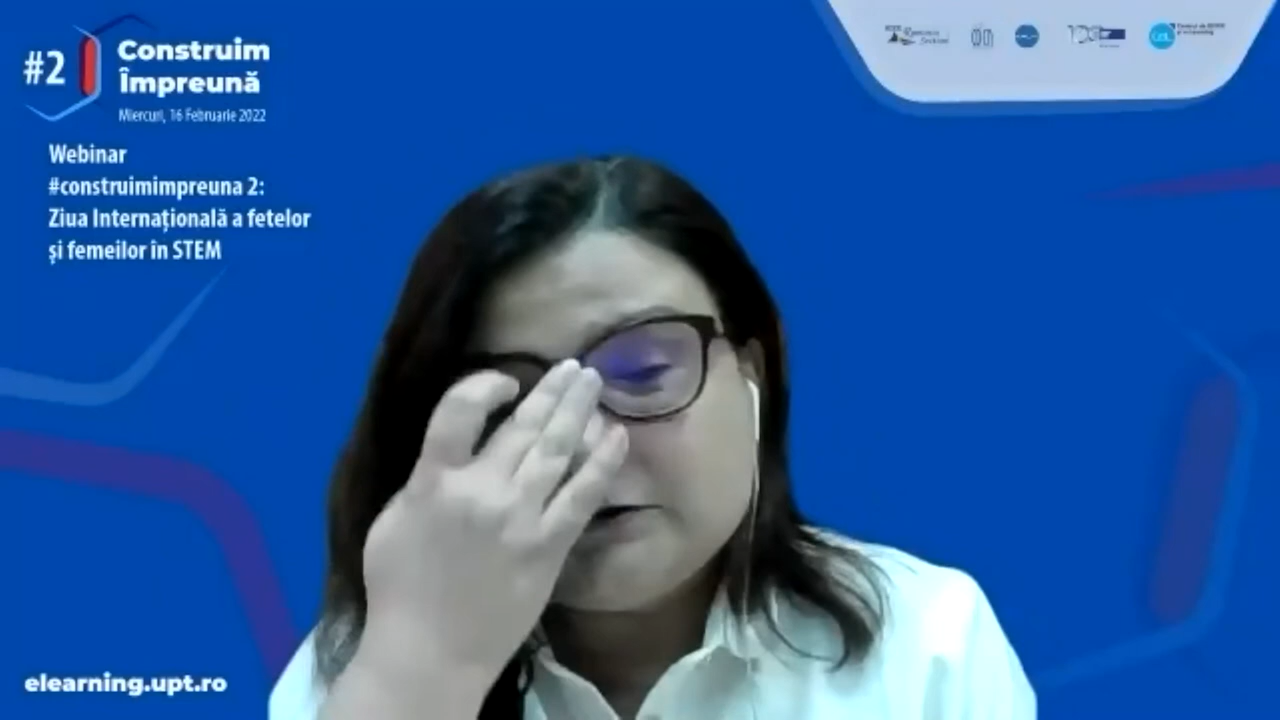 #2
Construim
Împreună
Miercuri, 16 Februarie 2022
Webinar
#construimimpreuna 2:
Ziua Internațională a fetelor
și femeilor în STEM
elearning.upt.ro